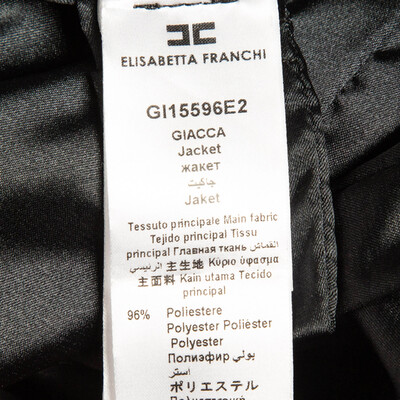 ELISABETTA FRANCHI
GI15596E2
GIACCA
Jacket
жакет
جاكيت
Jaket
Tessuto principale Main fabric
Tejido principal Tissu
principal Главная ткань القماش الرئيسي
主生地 Κύριο ύφασμα
主面料 Kain utama Tecido
principal
96% Poliestere
Polyester Polièster
Polyester
Полиэфир بولي
استر
ポリエステル